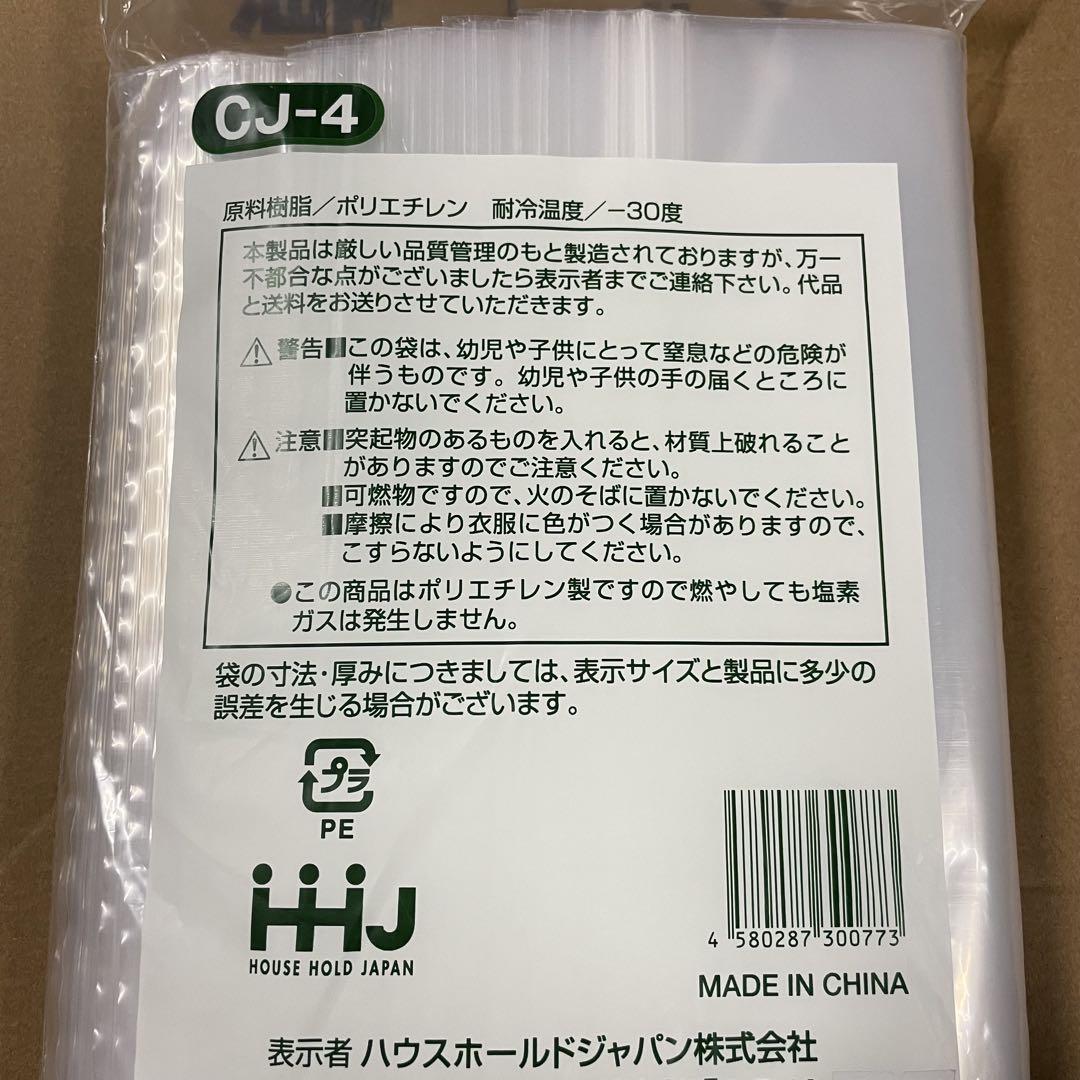 CJ-4
原料樹脂／ポリエチレン　耐冷温度／−30度
本製品は厳しい品質管理のもと製造されておりますが、万一
不都合な点がございましたら表示者までご連絡下さい。代品
と送料をお送りさせていただきます。
⚠警告■この袋は、幼児や子供にとって窒息などの危険が
伴うものです。幼児や子供の手の届くところに
置かないでください。
⚠注意■突起物のあるものを入れると、材質上破れること
がありますのでご注意ください。
■可燃物ですので、火のそばに置かないでください。
■摩擦により衣服に色がつく場合がありますので、
こすらないようにしてください。
●この商品はポリエチレン製ですので燃やしても塩素
ガスは発生しません。
袋の寸法・厚みにつきましては、表示サイズと製品に多少の
誤差を生じる場合がございます。
プラ
PE
HHJ
HOUSE HOLD JAPAN
4 580287 300773
MADE IN CHINA
表示者 ハウスホールドジャパン株式会社